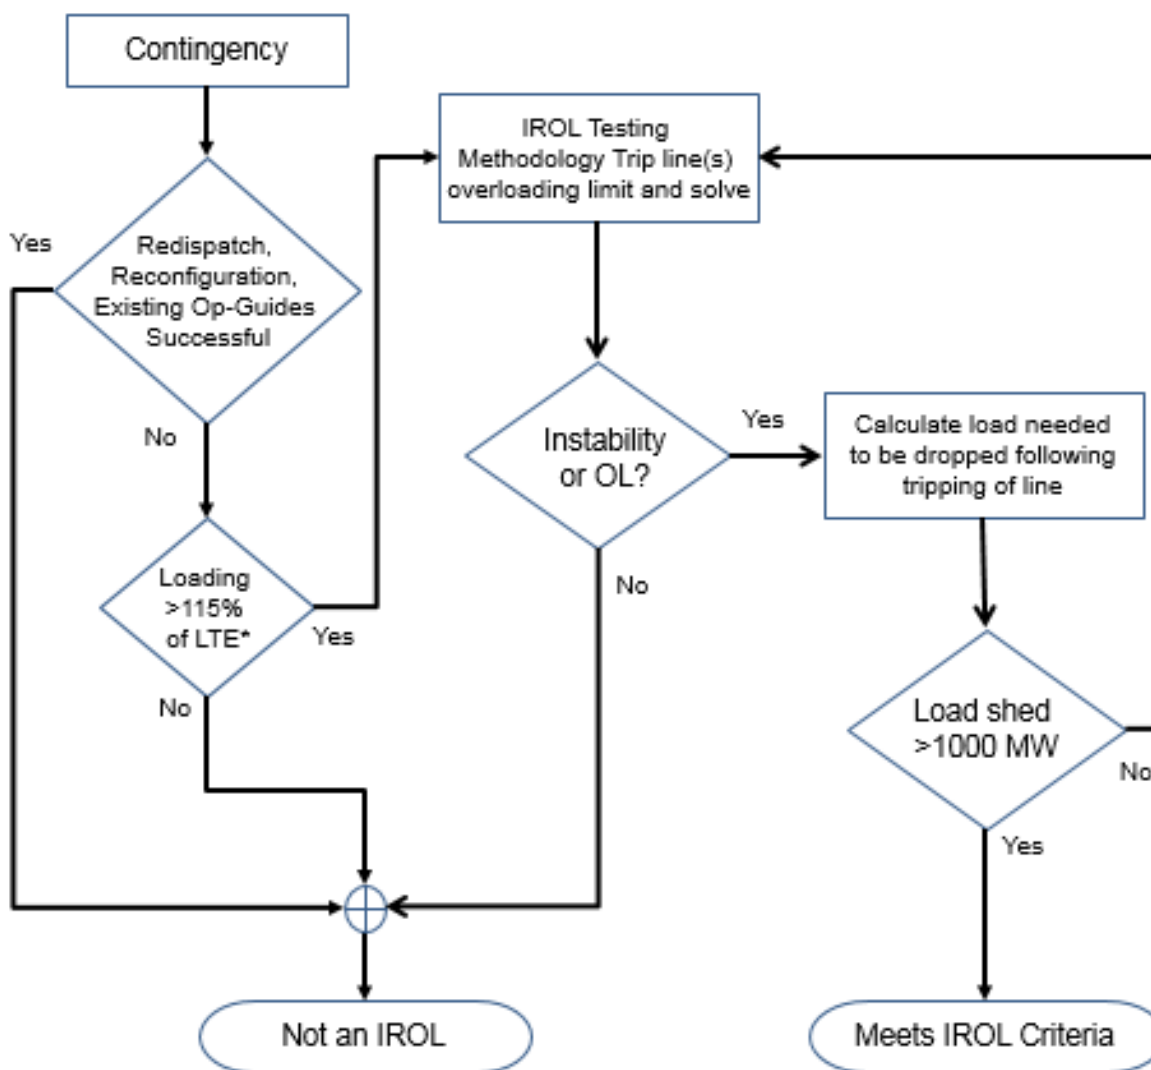 Contingency
Yes
Redispatch,
Reconfiguration,
Existing Op-Guides
Successful
No
Loading
>115%
of LTE*
Yes
No
IROL Testing
Methodology Trip line(s)
overloading limit and solve
Instability
or OL?
Yes
No
Calculate load needed
to be dropped following
tripping of line
Load shed
>1000 MW
No
Yes
Not an IROL
Meets IROL Criteria